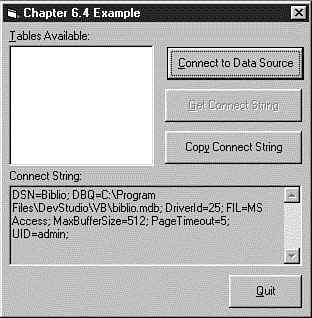 Chapter 6.4 Example
Tables Available:
Connect to Data Source
Get Connect String
Copy Connect String
Connect String:
DSN=Biblio; DBQ=C:\Program
Files\DevStudio\VB\biblio.mdb; DriverId=25; FIL=MS
Access; MaxBufferSize=512; PageTimeout=5;
UID=admin;
Quit